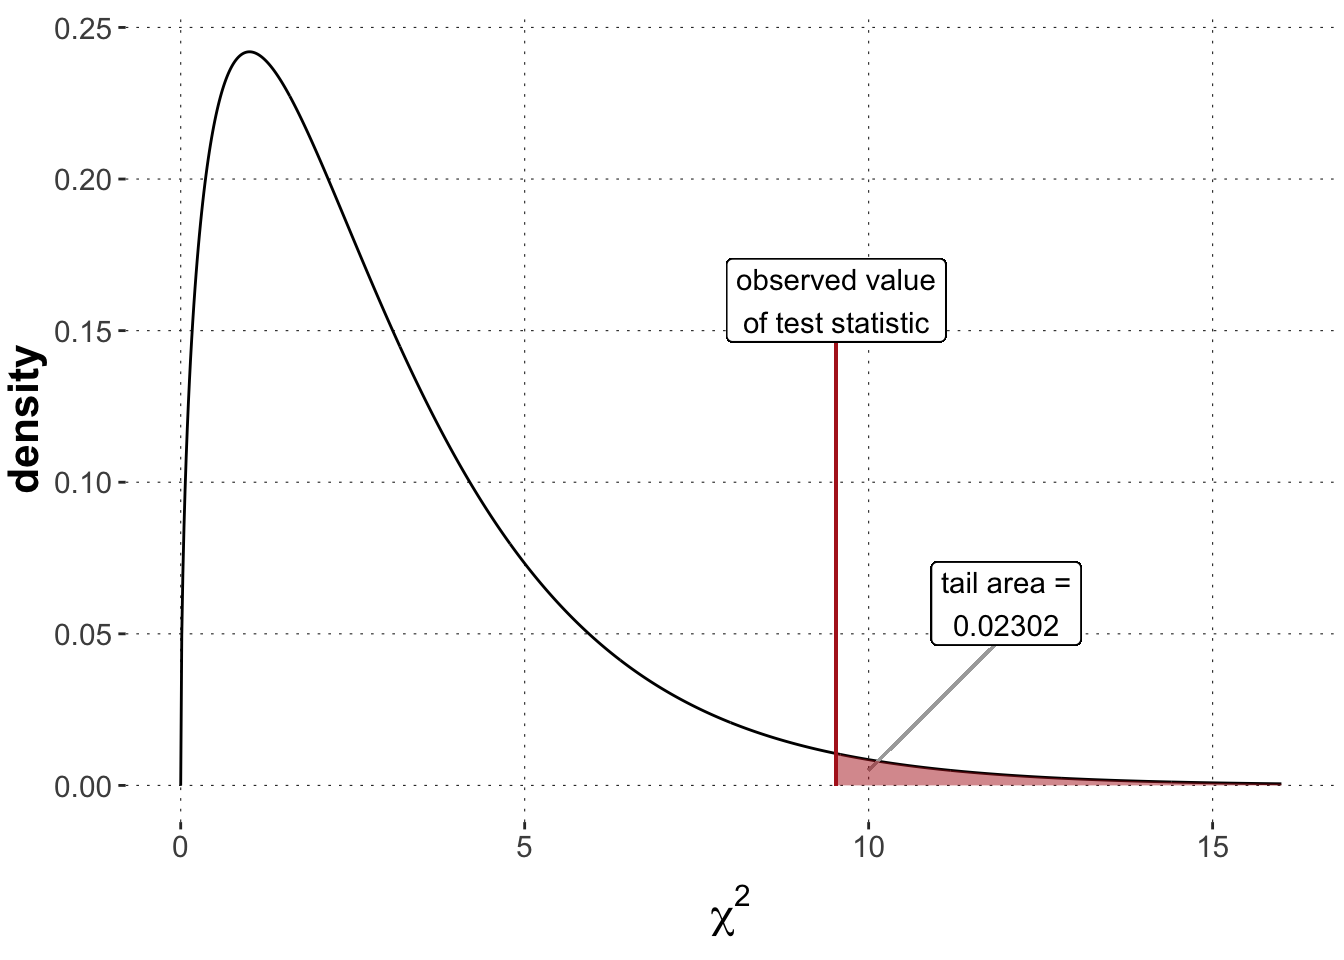 0.25
0.20
0.15
0.10
0.05
0.00
density
observed value
of test statistic
tail area =
0.02302
0
5
10
15
χ²